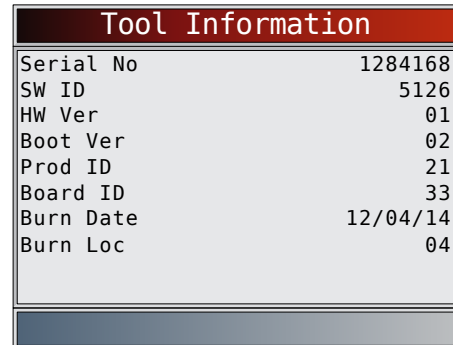 Tool Information
Serial No 1284168
SW ID 5126
HW Ver 01
Boot Ver 02
Prod ID 21
Board ID 33
Burn Date 12/04/14
Burn Loc 04